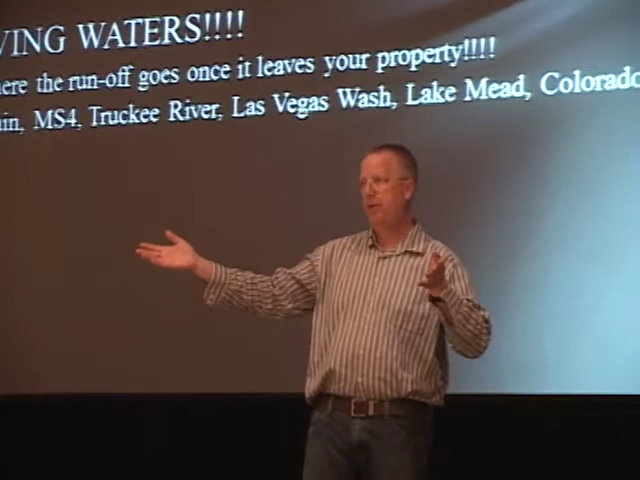 VING WATERS!!!!
ere the run-off goes once it leaves your property!!!!
in, MS4, Truckee River, Las Vegas Wash, Lake Mead, Colorado